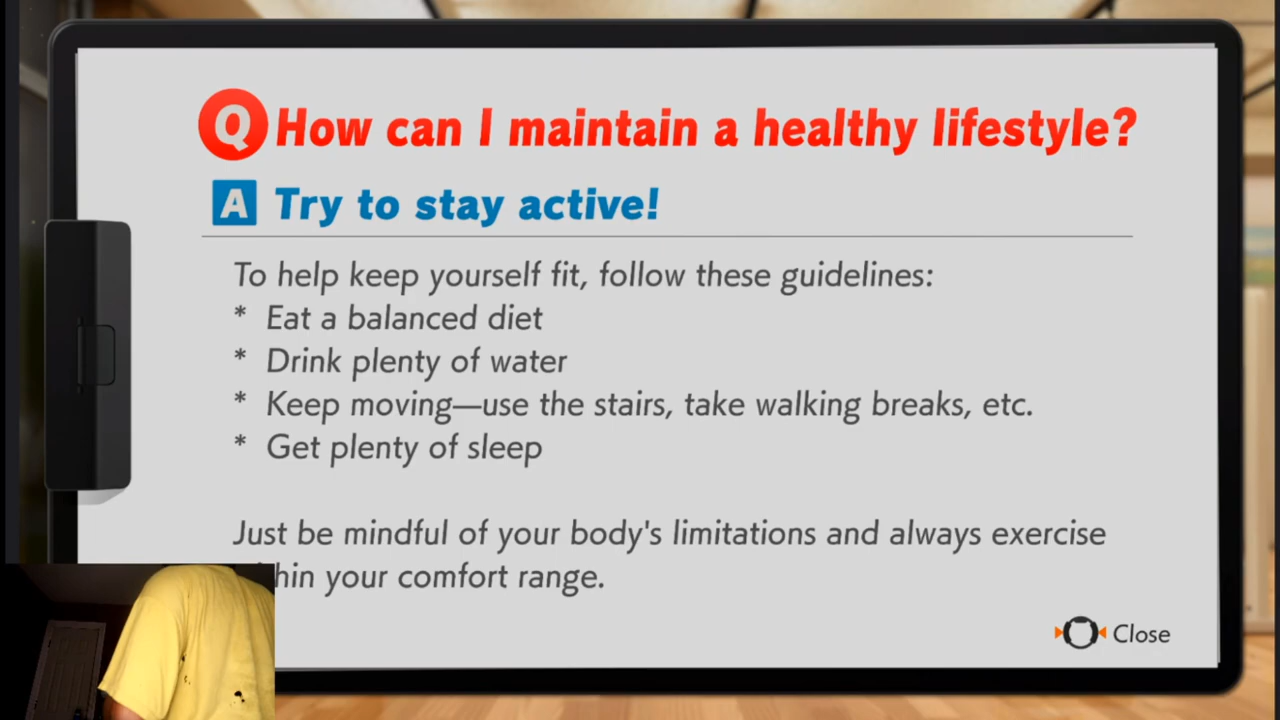 Q How can I maintain a healthy lifestyle?
A Try to stay active!
To help keep yourself fit, follow these guidelines:
* Eat a balanced diet
* Drink plenty of water
* Keep moving—use the stairs, take walking breaks, etc.
* Get plenty of sleep
Just be mindful of your body's limitations and always exercise
your comfort range.
Close